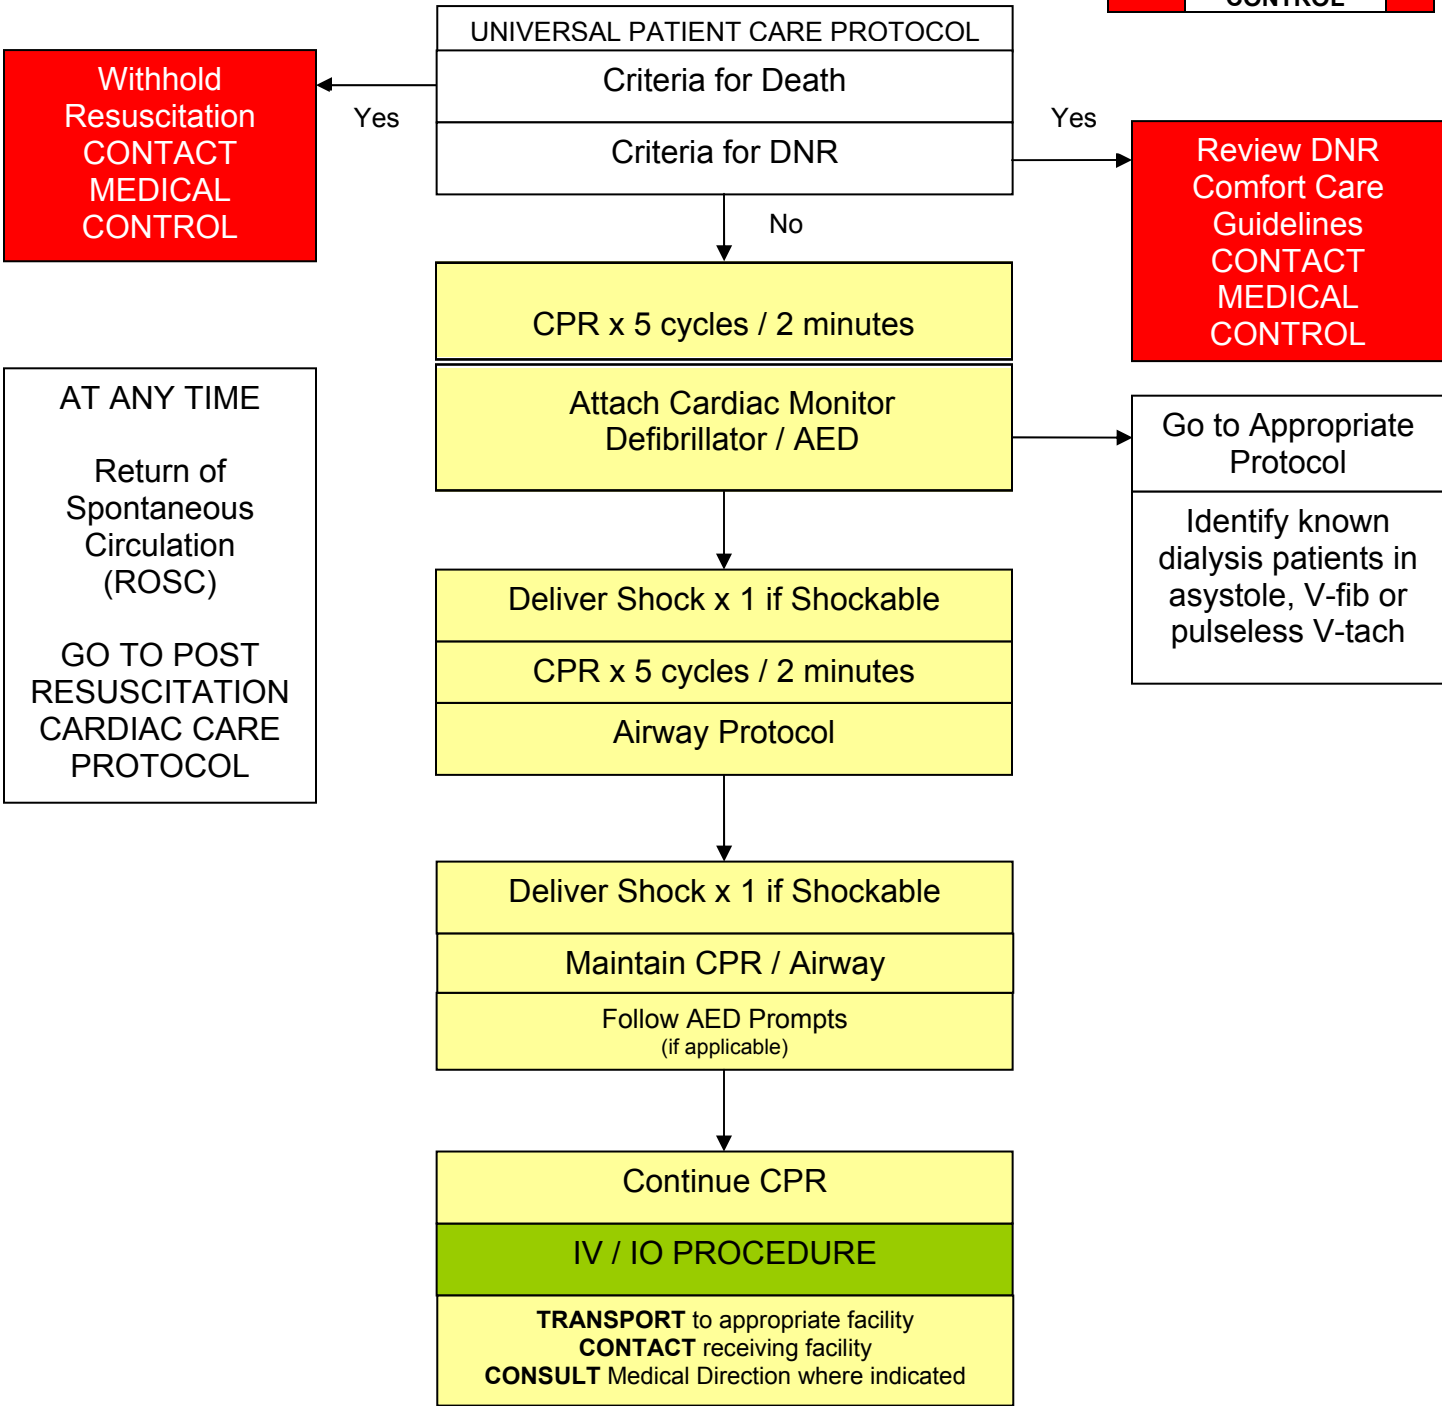 CONTROL
UNIVERSAL PATIENT CARE PROTOCOL
Criteria for Death
Criteria for DNR
Withhold
Resuscitation
CONTACT
MEDICAL
CONTROL
Yes
Yes
Review DNR
Comfort Care
Guidelines
CONTACT
MEDICAL
CONTROL
No
CPR x 5 cycles / 2 minutes
Attach Cardiac Monitor
Defibrillator / AED
AT ANY TIME
Return of
Spontaneous
Circulation
(ROSC)
GO TO POST
RESUSCITATION
CARDIAC CARE
PROTOCOL
Go to Appropriate
Protocol
Identify known
dialysis patients in
asystole, V-fib or
pulseless V-tach
Deliver Shock x 1 if Shockable
CPR x 5 cycles / 2 minutes
Airway Protocol
Deliver Shock x 1 if Shockable
Maintain CPR / Airway
Follow AED Prompts
(if applicable)
Continue CPR
IV / IO PROCEDURE
TRANSPORT to appropriate facility
CONTACT receiving facility
CONSULT Medical Direction where indicated